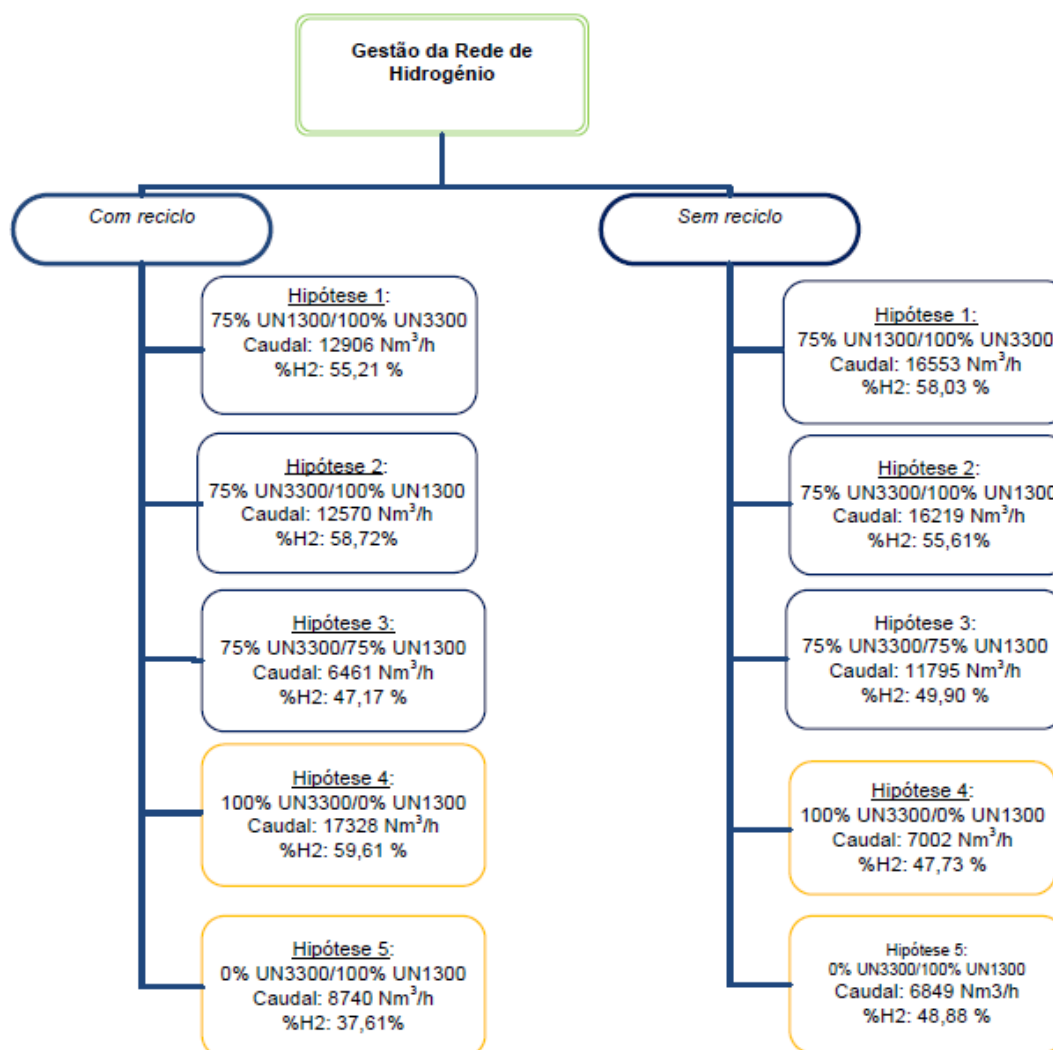 Gestão da Rede de
Hidrogénio
Com reciclo
Hipótese 1:
75% UN1300/100% UN3300
Caudal: 12906 Nm³/h
%H2: 55,21 %
Hipótese 2:
75% UN3300/100% UN1300
Caudal: 12570 Nm³/h
%H2: 58,72%
Hipótese 3:
75% UN3300/75% UN1300
Caudal: 6461 Nm³/h
%H2: 47,17 %
Hipótese 4:
100% UN3300/0% UN1300
Caudal: 17328 Nm³/h
%H2: 59,61 %
Hipótese 5:
0% UN3300/100% UN1300
Caudal: 8740 Nm³/h
%H2: 37,61%
Sem reciclo
Hipótese 1:
75% UN1300/100% UN3300
Caudal: 16553 Nm³/h
%H2: 58,03 %
Hipótese 2:
75% UN3300/100% UN1300
Caudal: 16219 Nm³/h
%H2: 55,61%
Hipótese 3:
75% UN3300/75% UN1300
Caudal: 11795 Nm³/h
%H2: 49,90 %
Hipótese 4:
100% UN3300/0% UN1300
Caudal: 7002 Nm³/h
%H2: 47,73 %
Hipótese 5:
0% UN3300/100% UN1300
Caudal: 6849 Nm3/h
%H2: 48,88 %